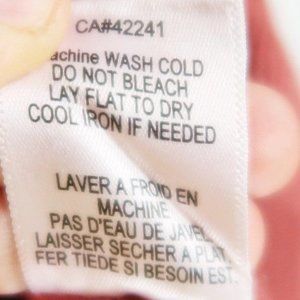 CA#42241
achine WASH COLD
DO NOT BLEACH
LAY FLAT TO DRY
COOL IRON IF NEEDED
LAVER A FROID EN
MACHINE
PAS D'EAU DE JAVEL
LAISSER SECHER A PLAT
FER TIEDE SI BESOIN EST